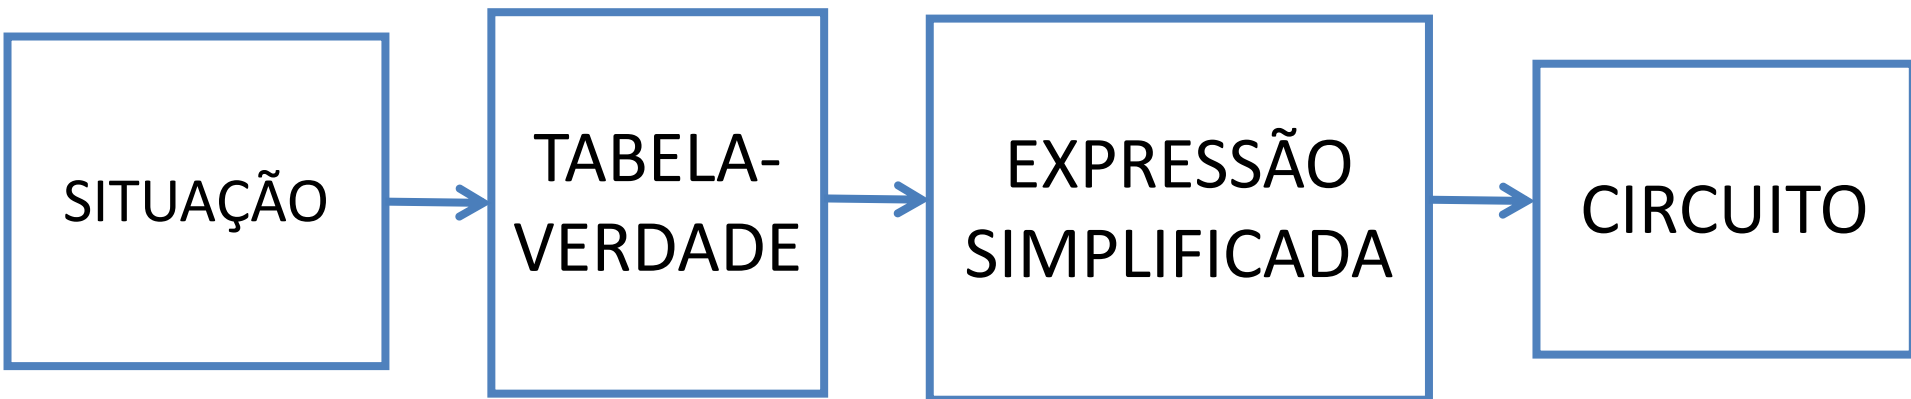 SITUAÇÃO
TABELA-
VERDADE
EXPRESSÃO
SIMPLIFICADA
CIRCUITO